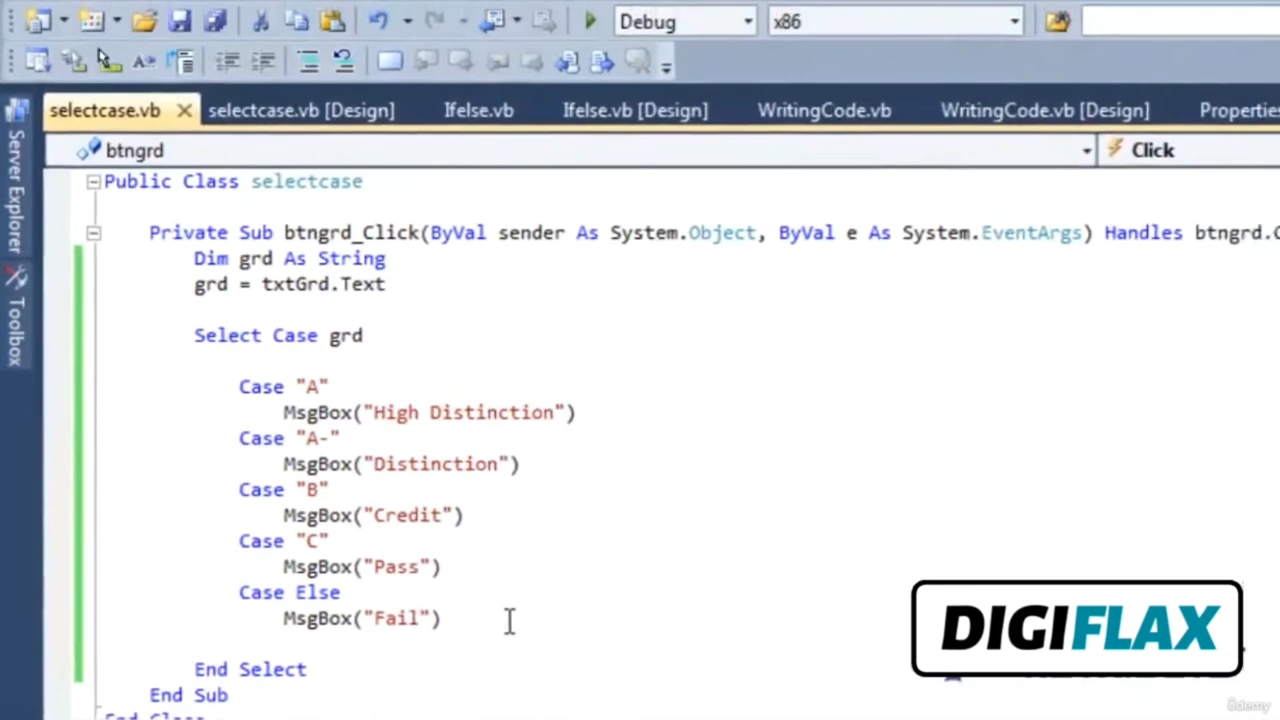 Debug
x86
selectcase.vb
selectcase.vb [Design]
Ifelse.vb
Ifelse.vb [Design]
WritingCode.vb
WritingCode.vb [Design]
Server Explorer
Toolbox
btngrd
Click
Public Class selectcase
Private Sub btngrd_Click(ByVal sender As System.Object, ByVal e As System.EventArgs) Handles btngrd.
Dim grd As String
grd = txtGrd.Text
Select Case grd
Case "A"
MsgBox("High Distinction")
Case "A-"
MsgBox("Distinction")
Case "B"
MsgBox("Credit")
Case "C"
MsgBox("Pass")
Case Else
MsgBox("Fail")
End Select
End Sub
End Class
DIGIFLAX
ûdemy